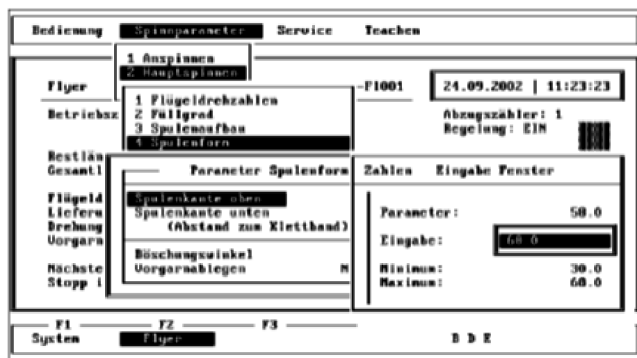 Bedienung Spinnparameter Service Teachen
1 Anspinnen
2 Hauptspinnen
Flyer -F1001 24.09.2002 | 11:23:23
1 Flügeldrehzahlen
2 Füllgrad
3 Spulenaufbau
4 Spulenform
Betriebsz
Abzugszähler: 1
Regelung: EIN
Restlän
Gesamtl
Parameter Spulenform
Zahlen Eingabe Fenster
Flügeld
Lieferu
Drehung
Vorgarn
Spulenkante oben
Spulenkante unten
(Abstand zum Klettband)
Parameter: 50.0
Eingabe: 60.0
Böschungswinkel
Vorgarnablegen N
Minimum: 30.0
Maximum: 60.0
Nächste
Stopp i
F1 F2 F3
System Flyer B D E